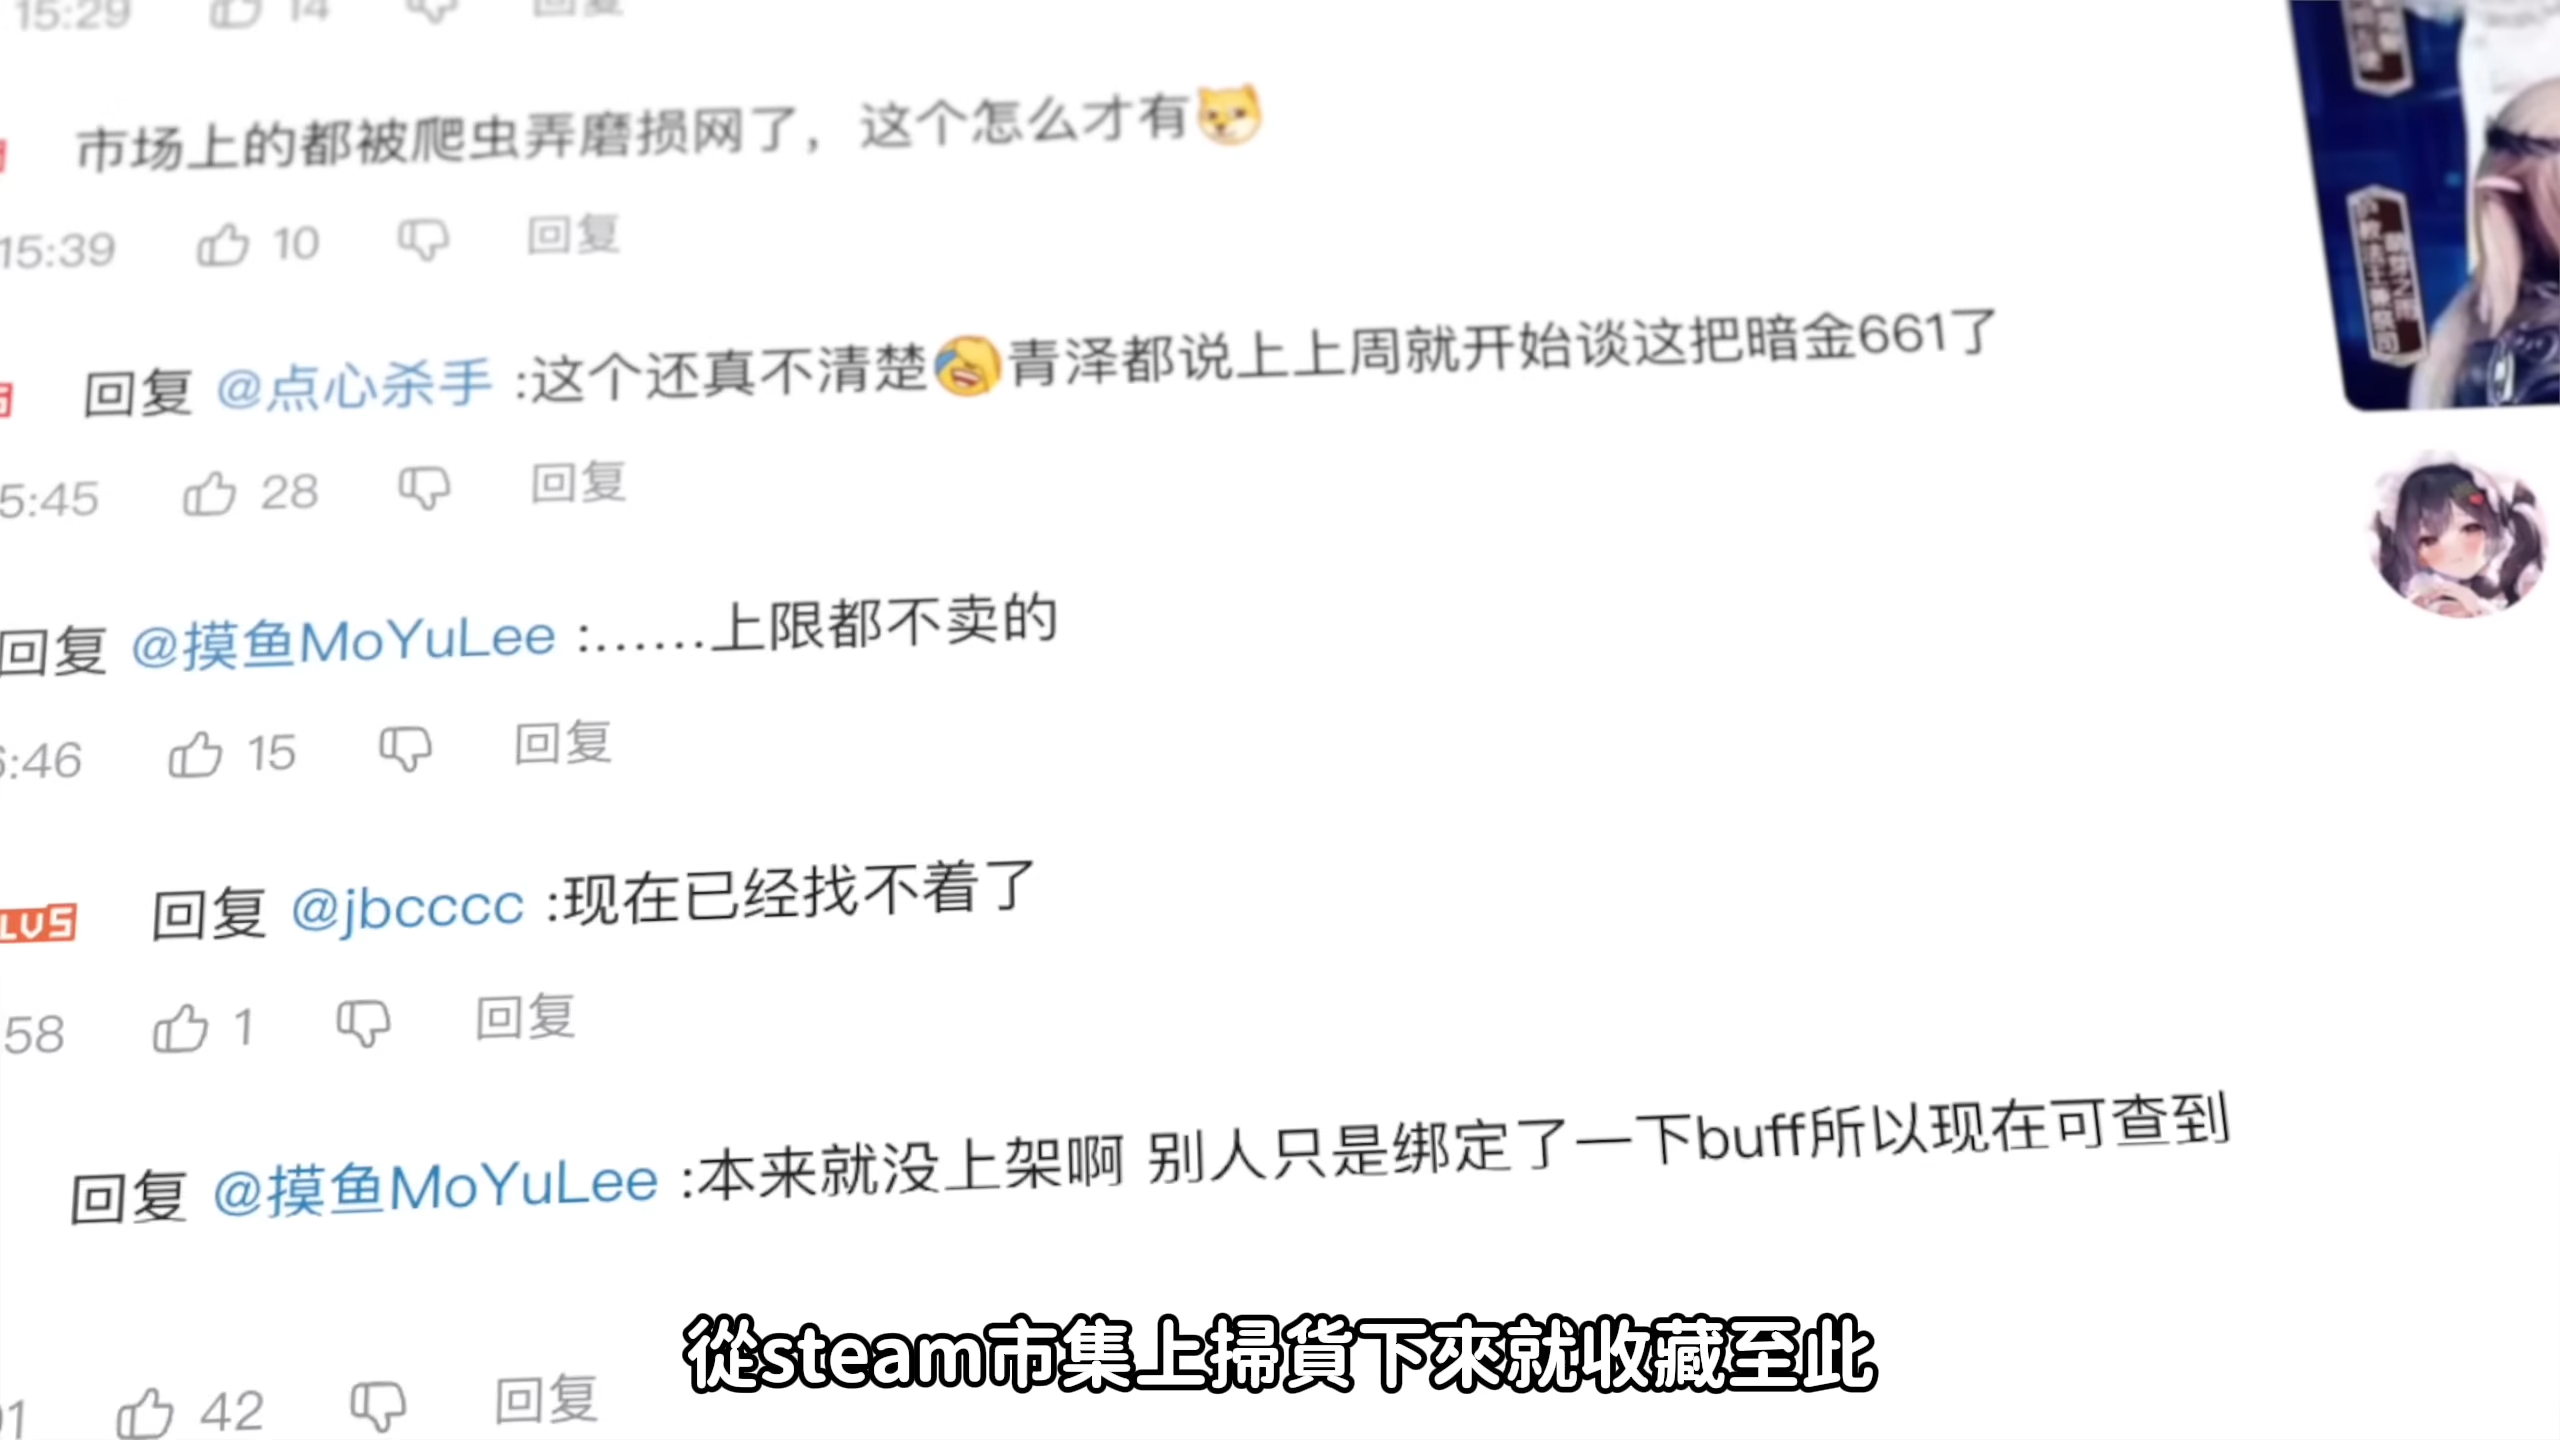 15:29 14 回复
市场上的都被爬虫弄磨损网了，这个怎么才有
15:39 10 回复
回复 @点心杀手 :这个还真不清楚青泽都说上上周就开始谈这把暗金661了
5:45 28 回复
回复 @摸鱼MoYuLee :……上限都不卖的
6:46 15 回复
LV5 回复 @jbcccc :现在已经找不着了
58 1 回复
回复 @摸鱼MoYuLee :本来就没上架啊 别人只是绑定了一下buff所以现在可查到
01 42 回复
從steam市集上掃貨下來就收藏至此